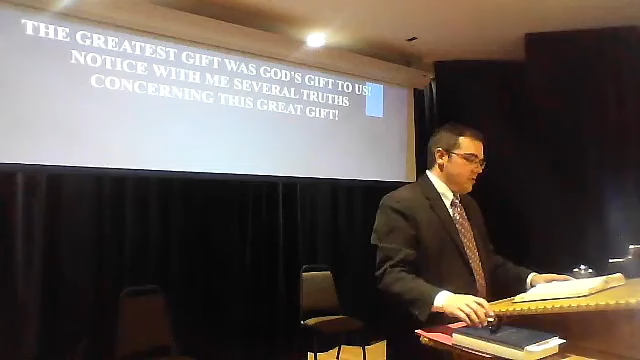 THE GREATEST GIFT WAS GOD'S GIFT TO US!
NOTICE WITH ME SEVERAL TRUTHS
CONCERNING THIS GREAT GIFT!